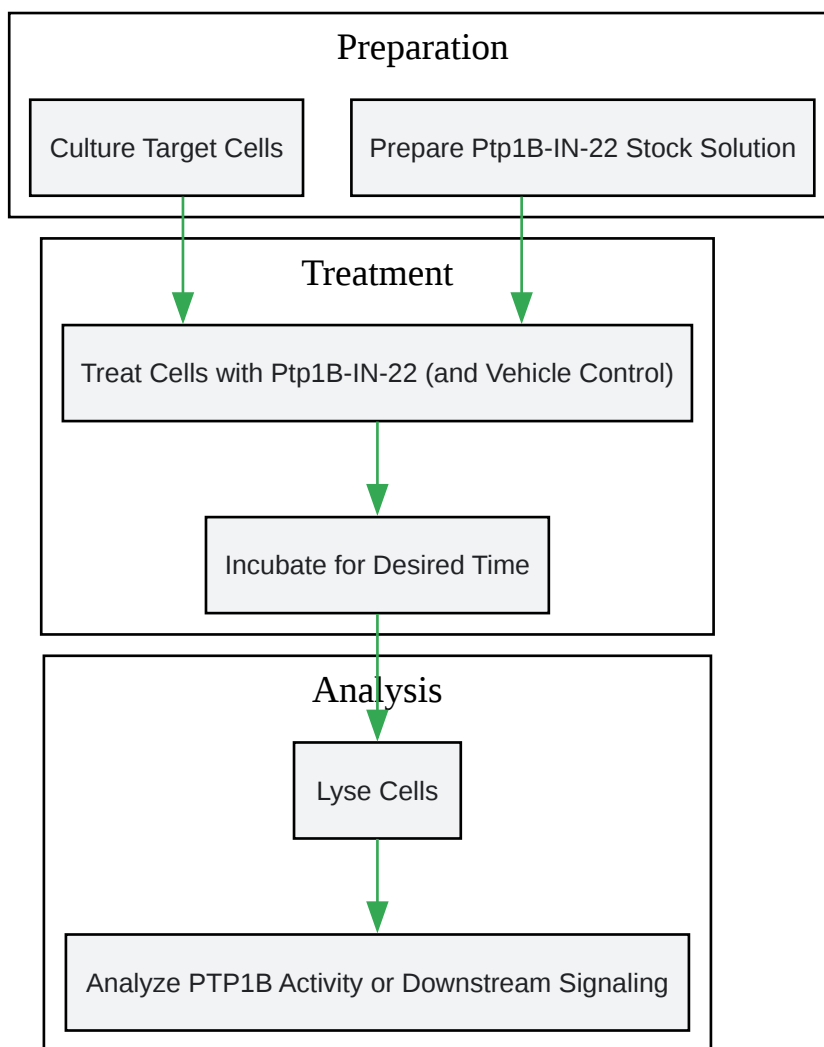 Preparation
Culture Target Cells
Prepare Ptp1B-IN-22 Stock Solution
Treatment
Treat Cells with Ptp1B-IN-22 (and Vehicle Control)
Incubate for Desired Time
Analysis
Lyse Cells
Analyze PTP1B Activity or Downstream Signaling